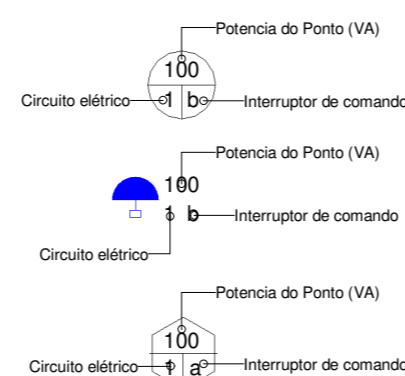 Potencia do Ponto (VA)
100
Circuito elétrico 1 b Interruptor de comando
Potencia do Ponto (VA)
100
1 b Interruptor de comando
Circuito elétrico
Potencia do Ponto (VA)
100
Circuito elétrico 1 a Interruptor de comando